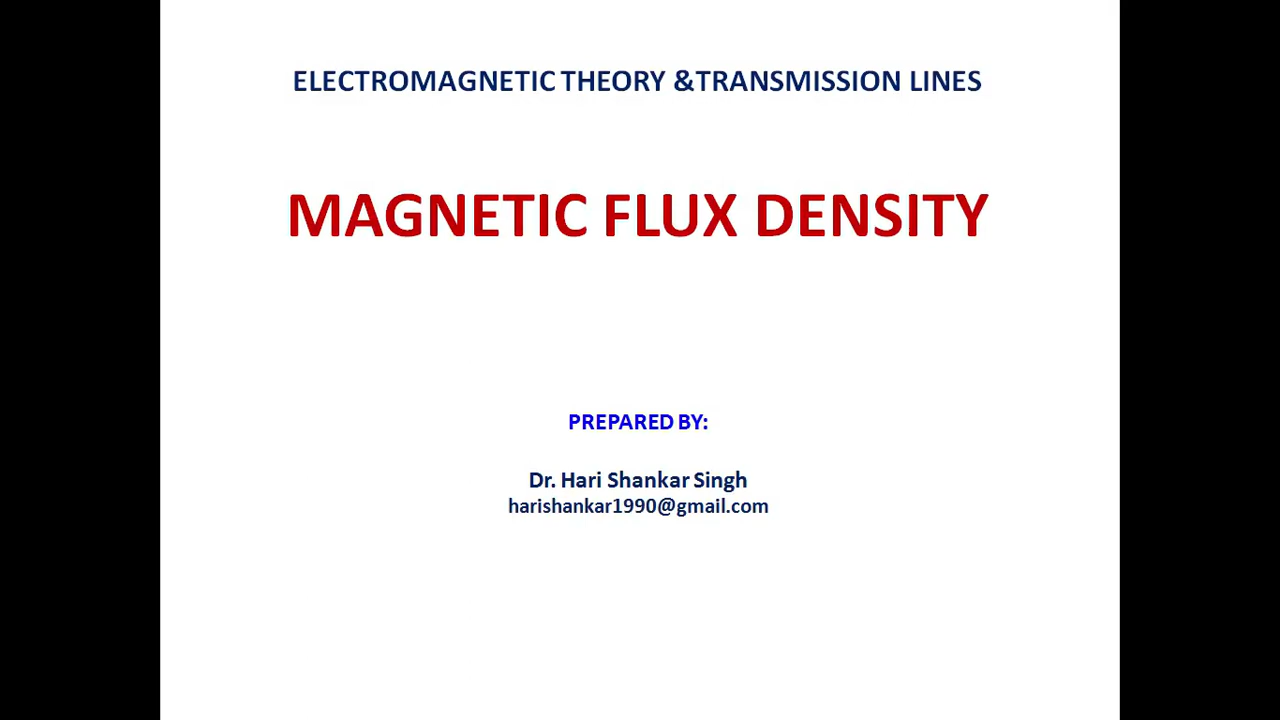 ELECTROMAGNETIC THEORY &TRANSMISSION LINES
MAGNETIC FLUX DENSITY
PREPARED BY:
Dr. Hari Shankar Singh
harishankar1990@gmail.com